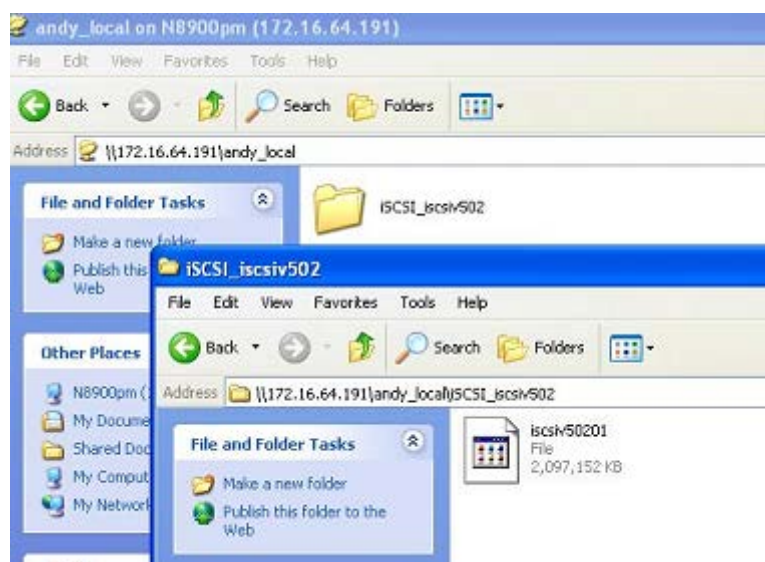 andy_local on N8900pm (172.16.64.191)
File Edit View Favorites Tools Help
Back Search Folders
Address \\172.16.64.191\andy_local
File and Folder Tasks
iSCSI_iscsiv502
Make a new folder
Publish this
Web
Other Places
N8900pm (
My Docume
Shared Doc
My Comput
My Network
iSCSI_iscsiv502
File Edit View Favorites Tools Help
Back Search Folders
Address \\172.16.64.191\andy_local\iSCSI_iscsiv502
File and Folder Tasks
Make a new folder
Publish this folder to the
Web
iscsiv50201
File
2,097,152 KB